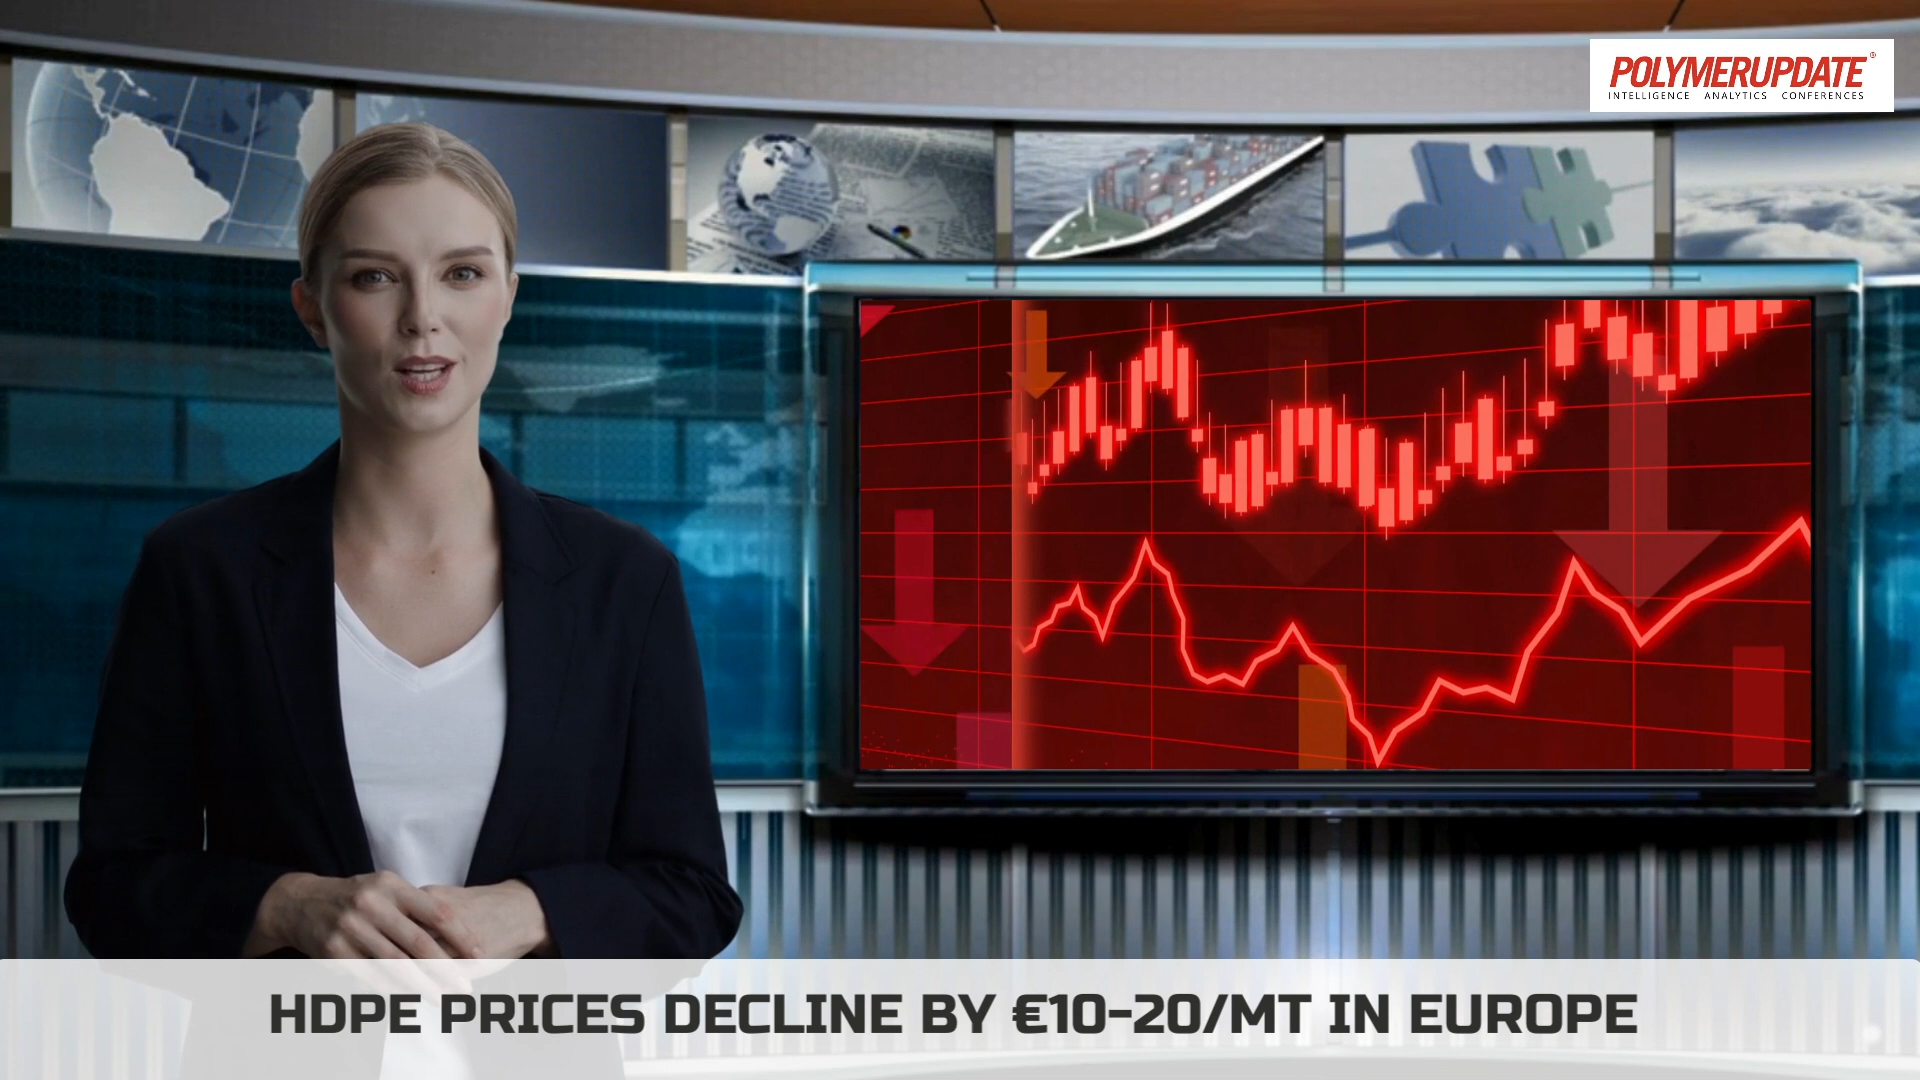 POLYMERUPDATE®
INTELLIGENCE ANALYTICS CONFERENCES
HDPE PRICES DECLINE BY €10-20/MT IN EUROPE